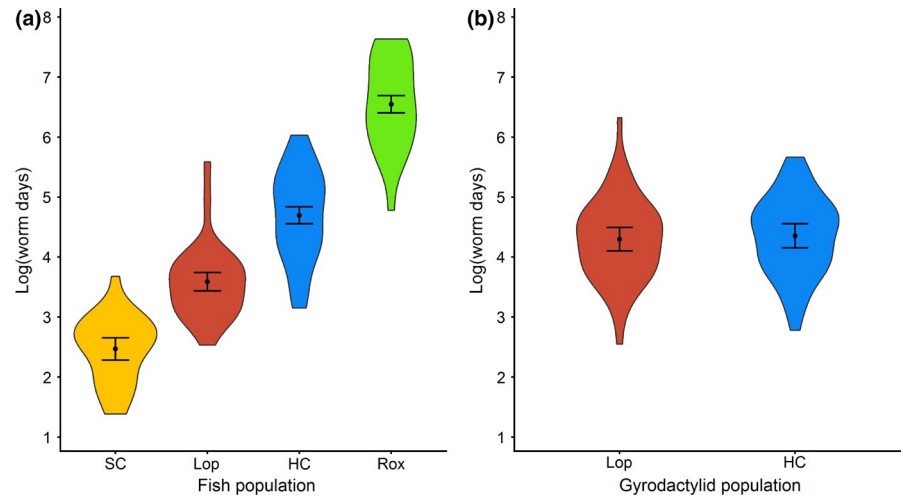 (a)
8
7
6
5
4
3
2
1
Log(worm days)
SC Lop HC Rox
Fish population
(b)
8
7
6
5
4
3
2
1
Log(worm days)
Lop HC
Gyrodactylid population